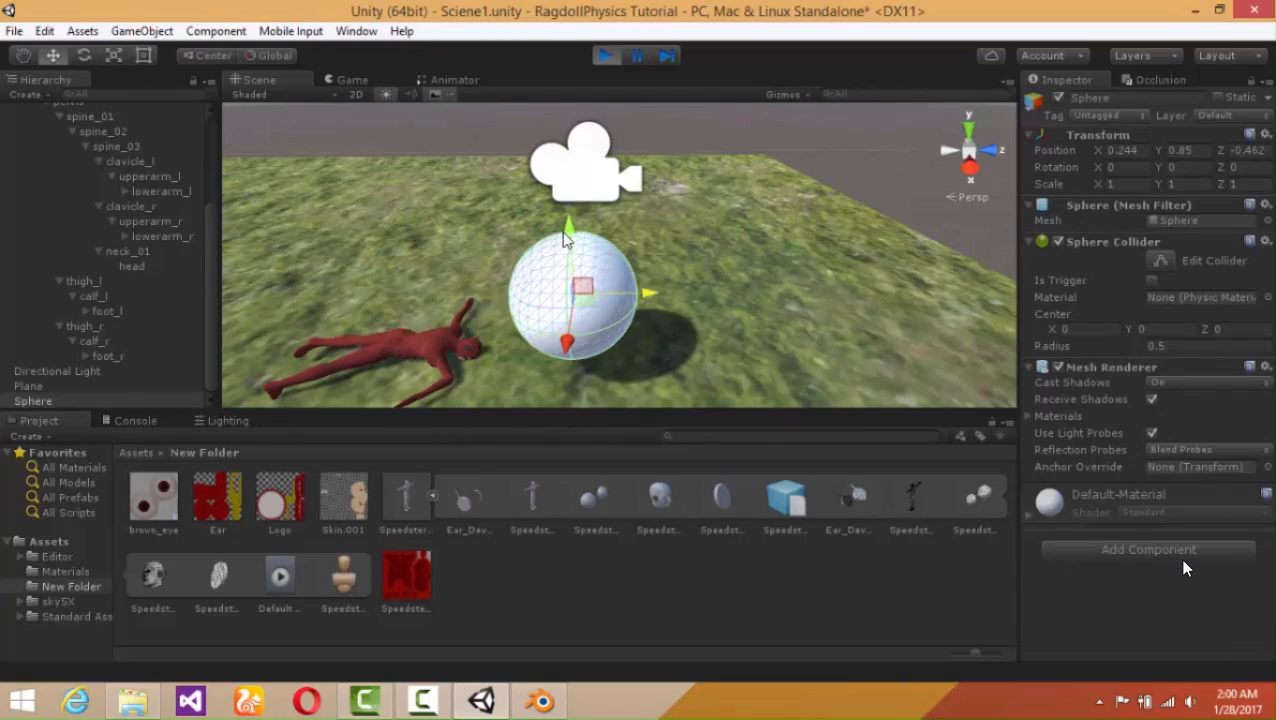 Unity (64bit) - Sciene1.unity - RagdollPhysics Tutorial - PC, Mac & Linux Standalone* <DX11>
File Edit Assets GameObject Component Mobile Input Window Help
Center Global Account Layers Layout
Hierarchy
Create All
pelvis
spine_01
spine_02
spine_03
clavicle_l
upperarm_l
lowerarm_l
clavicle_r
upperarm_r
lowerarm_r
neck_01
head
thigh_l
calf_l
foot_l
thigh_r
calf_r
foot_r
Directional Light
Plane
Sphere
Scene Game Animator
Shaded 2D Gizmos All
y
z
x
Persp
Inspector Occlusion
Sphere Static
Tag Untagged Layer Default
Transform
Position X 0.244 Y 0.85 Z -0.462
Rotation X 0 Y 0 Z 0
Scale X 1 Y 1 Z 1
Sphere (Mesh Filter)
Mesh Sphere
Sphere Collider
Edit Collider
Is Trigger
Material None (Physic Materi
Center
X 0 Y 0 Z 0
Radius 0.5
Mesh Renderer
Cast Shadows On
Receive Shadows
Materials
Use Light Probes
Reflection Probes Blend Probes
Anchor Override None (Transform)
Default-Material
Shader Standard
Add Component
Project Console Lighting
Create
Favorites
All Materials
All Models
All Prefabs
All Scripts
Assets
Editor
Materials
New Folder
sky5X
Standard Ass
Assets New Folder
brown_eye Ear Logo Skin.001 Speedster... Ear_Dev... Speedst... Speedst... Speedst... Speedst... Speedst... Ear_Dev... Speedst... Speedst...
Speedst... Speedst... Default ... Speedst... Speedste...
2:00 AM
1/28/2017